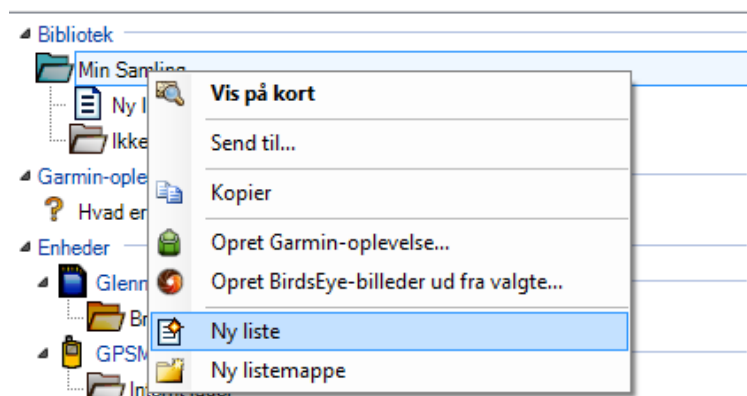 Bibliotek
Min Samling
Vis på kort
Ny l
Ikke
Send til...
Garmin-ople
Kopier
Hvad er
Opret Garmin-oplevelse...
Enheder
Glenn
Opret BirdsEye-billeder ud fra valgte...
Br
Ny liste
GPSM
Ny listemappe